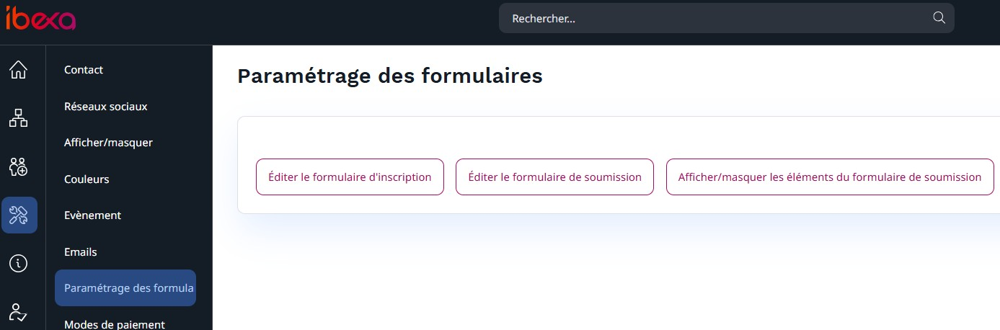 ibexa
Rechercher...
Contact
Réseaux sociaux
Afficher/masquer
Couleurs
Evènement
Emails
Paramétrage des formula
Modes de paiement
Paramétrage des formulaires
Éditer le formulaire d'inscription
Éditer le formulaire de soumission
Afficher/masquer les éléments du formulaire de soumission